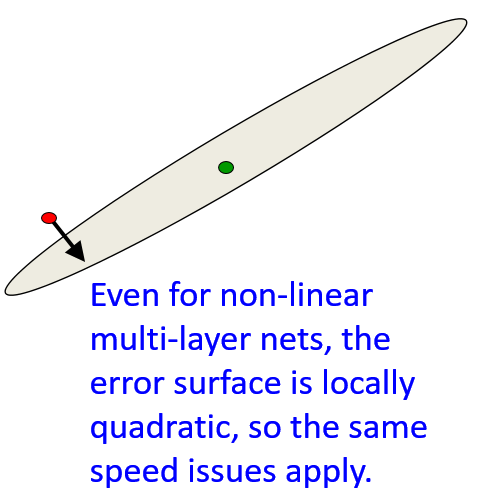 Even for non-linear
multi-layer nets, the
error surface is locally
quadratic, so the same
speed issues apply.